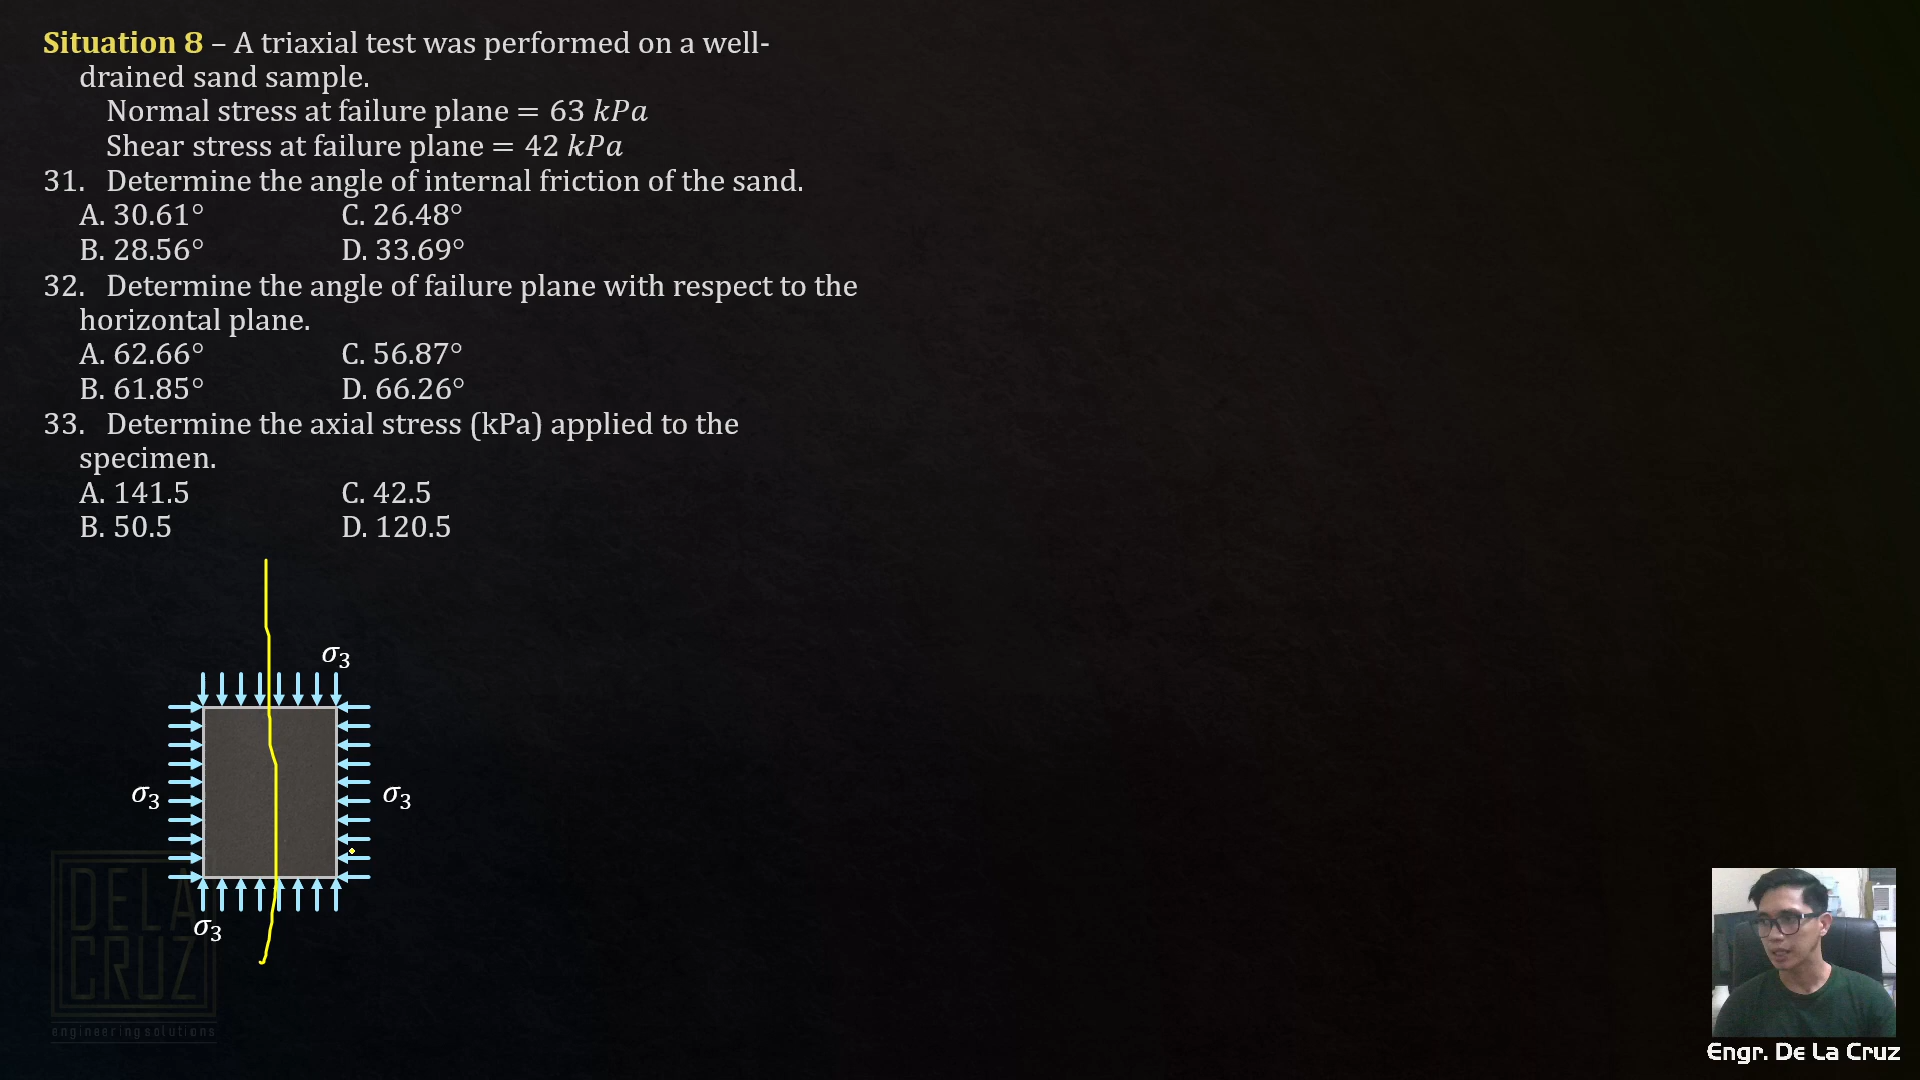 Situation 8 – A triaxial test was performed on a well-
drained sand sample.
Normal stress at failure plane = 63 kPa
Shear stress at failure plane = 42 kPa
31. Determine the angle of internal friction of the sand.
A. 30.61° C. 26.48°
B. 28.56° D. 33.69°
32. Determine the angle of failure plane with respect to the
horizontal plane.
A. 62.66° C. 56.87°
B. 61.85° D. 66.26°
33. Determine the axial stress (kPa) applied to the
specimen.
A. 141.5 C. 42.5
B. 50.5 D. 120.5
σ₃
σ₃ σ₃
σ₃
DELA
CRUZ
engineering solutions
Engr. De La Cruz